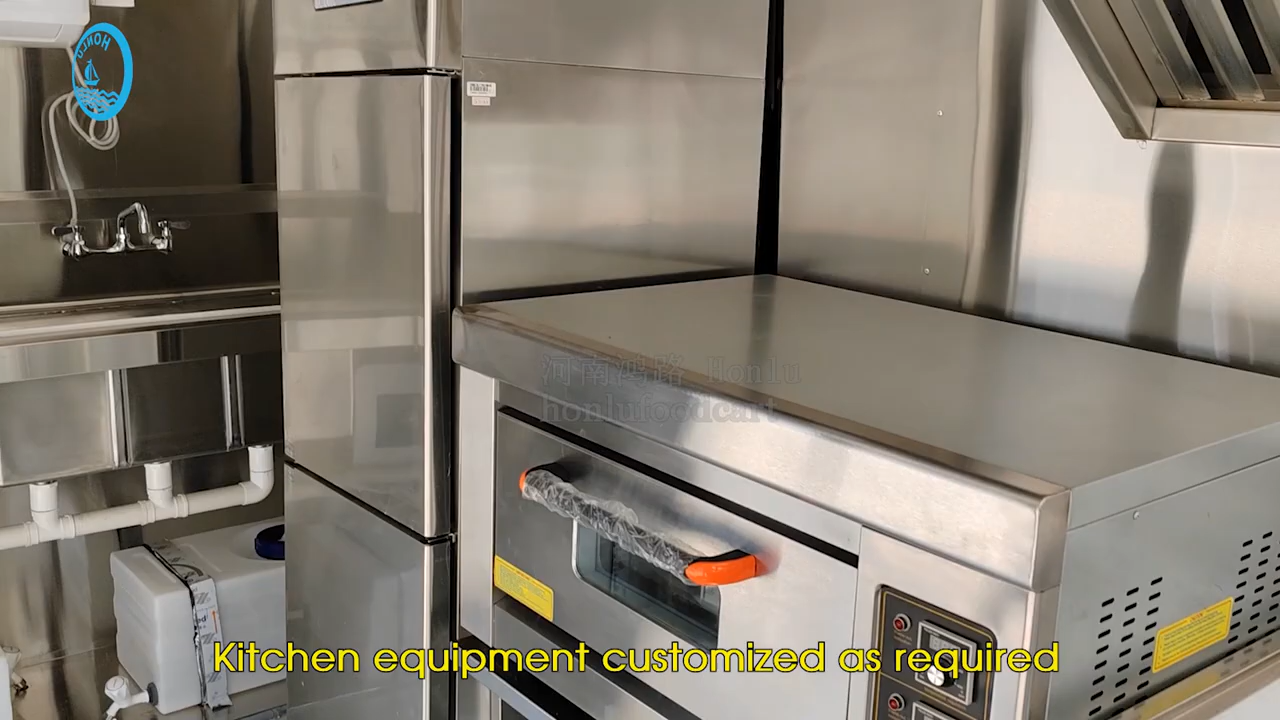 HONLU
河南鸿路 Honlu
honlufoodcart
Kitchen equipment customized as required